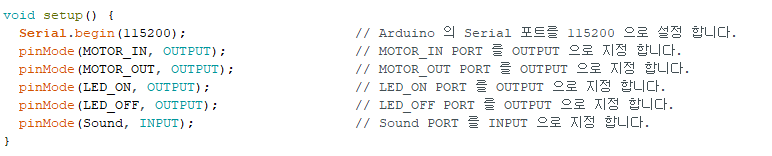 void setup() {
  Serial.begin(115200);                       // Arduino 의 Serial 포트를 115200 으로 설정 합니다.
  pinMode(MOTOR_IN, OUTPUT);                  // MOTOR_IN PORT 를 OUTPUT 으로 지정 합니다.
  pinMode(MOTOR_OUT, OUTPUT);                 // MOTOR_OUT PORT 를 OUTPUT 으로 지정 합니다.
  pinMode(LED_ON, OUTPUT);                    // LED_ON PORT 를 OUTPUT 으로 지정 합니다.
  pinMode(LED_OFF, OUTPUT);                   // LED_OFF PORT 를 OUTPUT 으로 지정 합니다.
  pinMode(Sound, INPUT);                      // Sound PORT 를 INPUT 으로 지정 합니다.
}